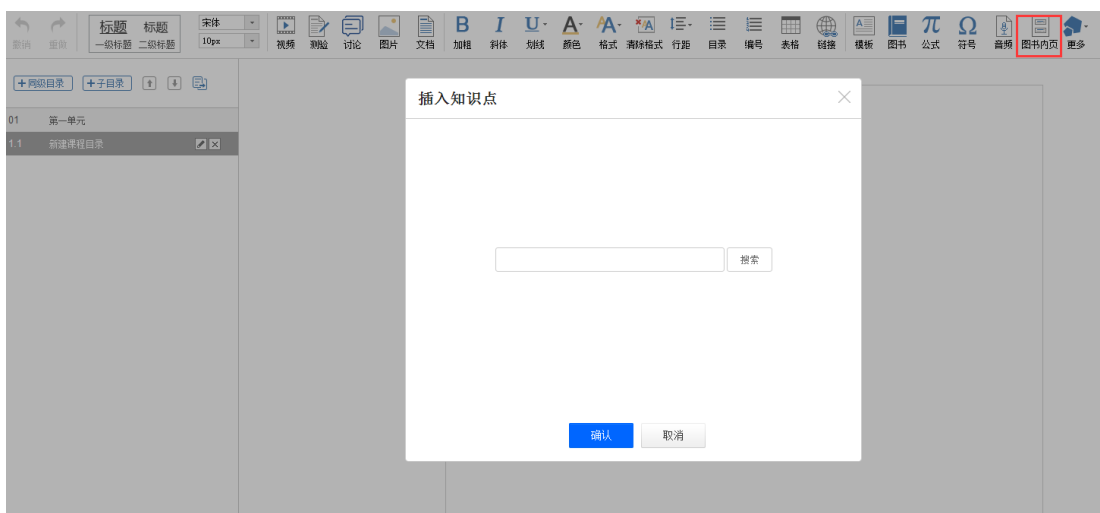 标题 标题 宋体
撤消 重做 一级标题 二级标题 10px 视频 测验 讨论 图片 文档 B 加粗 I 斜体 U 划线 A 颜色 A 格式 A 清除格式 行距 目录 编号 表格 链接 A 模板 图书 π 公式 Ω 符号 音频 图书内页 更多
+同级目录 +子目录
插入知识点
01 第一单元
1.1 新建课程目录
搜索
确认 取消